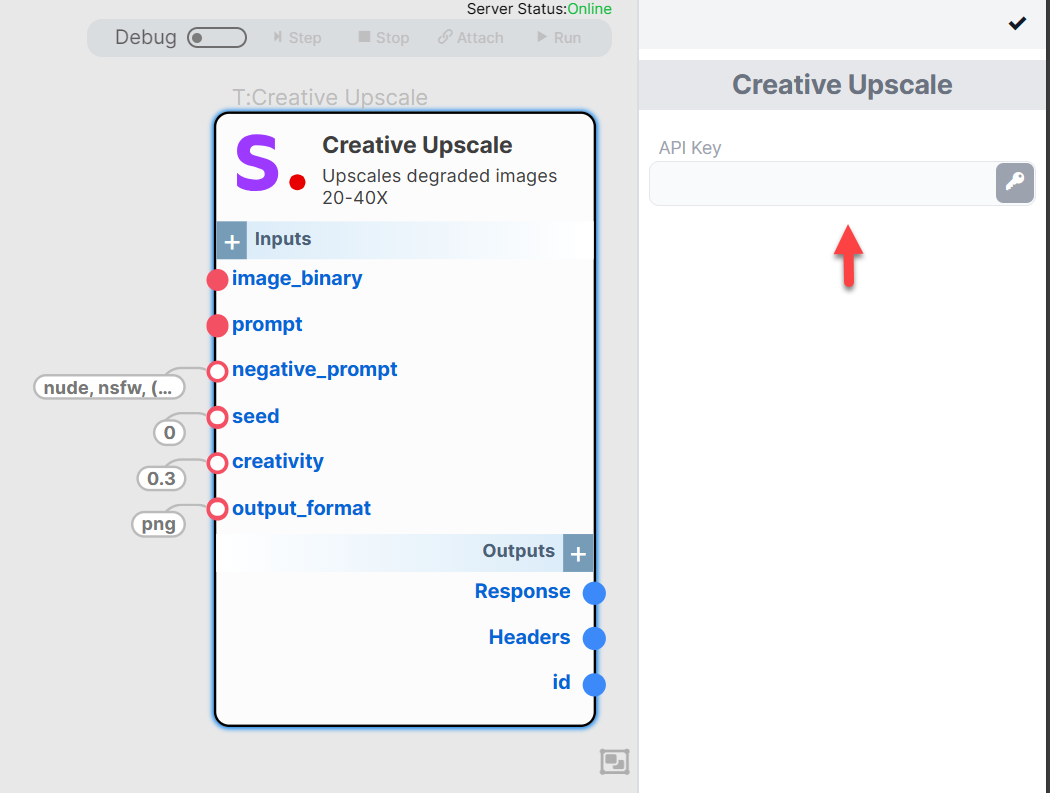 Server Status:Online
Debug
Step
Stop
Attach
Run
T:Creative Upscale
S.
Creative Upscale
Upscales degraded images
20-40X
+ Inputs
image_binary
prompt
negative_prompt
nude, nsfw, (...
seed
0
creativity
0.3
output_format
png
Outputs +
Response
Headers
id
Creative Upscale
API Key